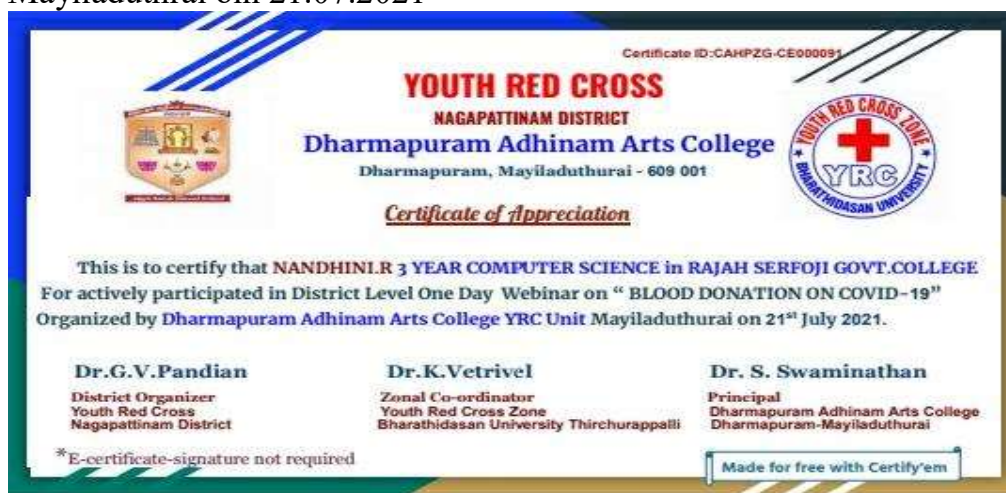 Certificate ID:CAHPZG-CE000091
YOUTH RED CROSS
NAGAPATTINAM DISTRICT
Dharmapuram Adhinam Arts College
Dharmapuram, Mayiladuthurai - 609 001
YOUTH RED CROSS ZONE
YRC
BHARATHIDASAN UNIVERSITY
Certificate of Appreciation
This is to certify that NANDHINI.R 3 YEAR COMPUTER SCIENCE in RAJAH SERFOJI GOVT.COLLEGE
For actively participated in District Level One Day Webinar on “ BLOOD DONATION ON COVID-19”
Organized by Dharmapuram Adhinam Arts College YRC Unit Mayiladuthurai on 21st July 2021.
Dr.G.V.Pandian
District Organizer
Youth Red Cross
Nagapattinam District
Dr.K.Vetrivel
Zonal Co-ordinator
Youth Red Cross Zone
Bharathidasan University Thirchurappalli
Dr. S. Swaminathan
Principal
Dharmapuram Adhinam Arts College
Dharmapuram-Mayiladuthurai
*E-certificate-signature not required
Made for free with Certify'em